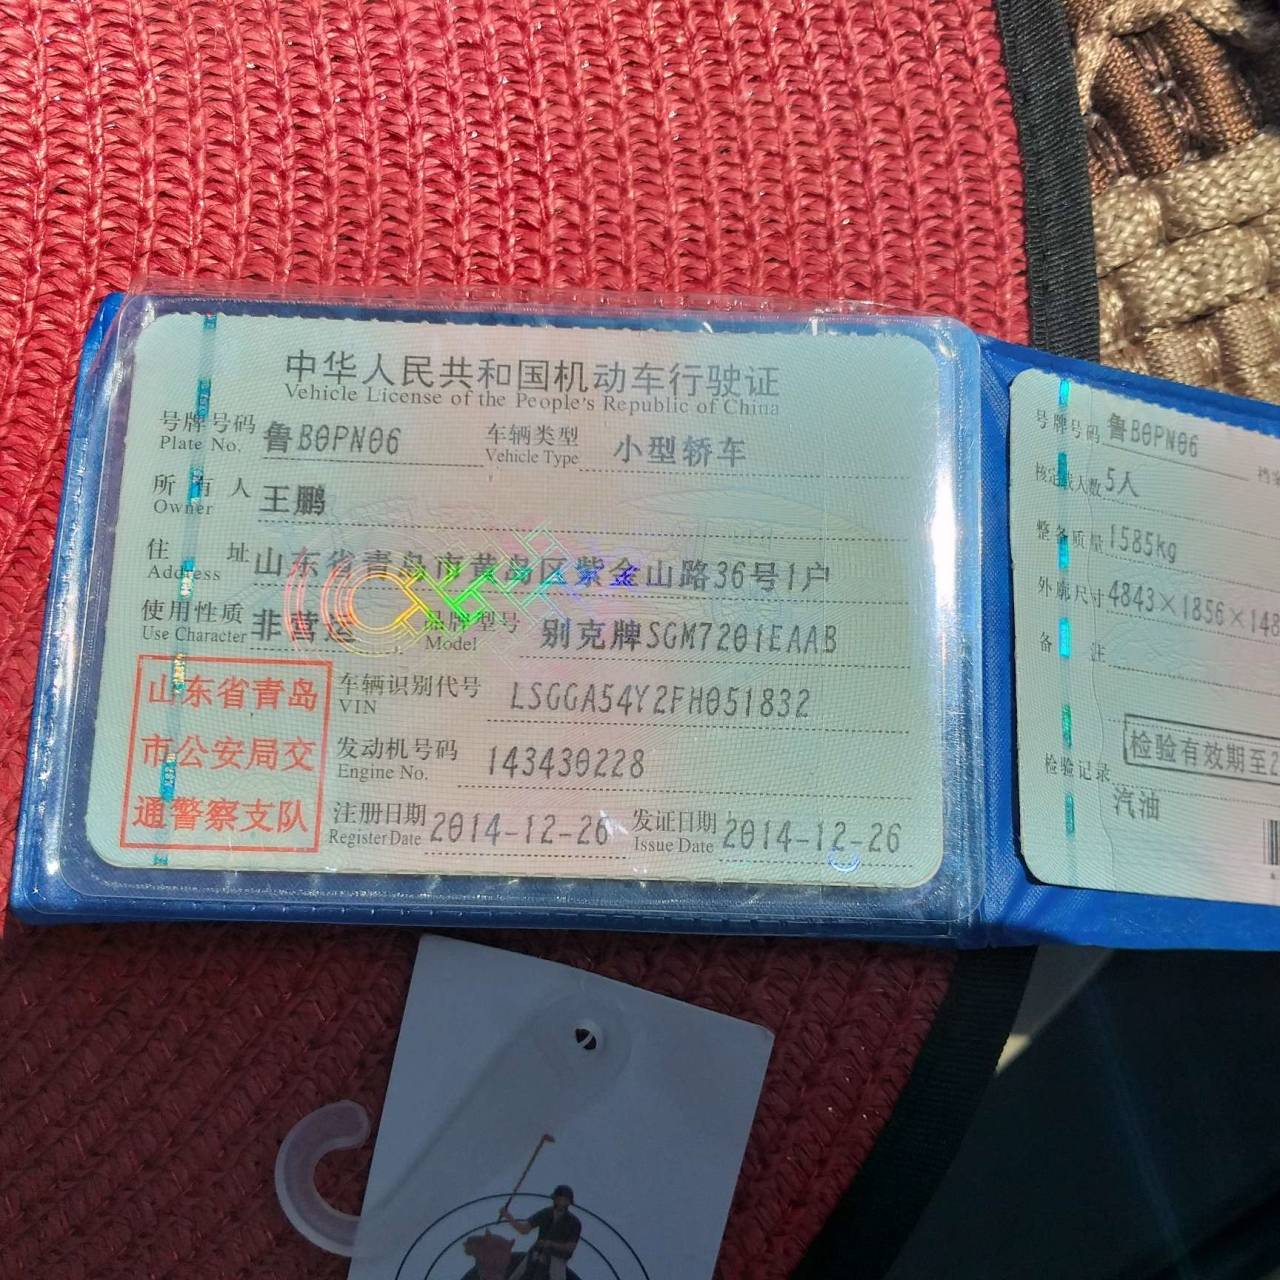 中华人民共和国机动车行驶证
Vehicle License of the People's Republic of China
号牌号码 鲁B0PN06 车辆类型 小型轿车
Plate No. Vehicle Type
所有人 王鹏
Owner
住址 山东省青岛市黄岛区紫金山路36号1户
Address
使用性质 非营运 品牌型号 别克牌SGM7201EAAB
Use Character Model
山东省青岛
市公安局交
通警察支队
车辆识别代号 LSGGA54Y2FH051832
VIN
发动机号码 143430228
Engine No.
注册日期 2014-12-26 发证日期 2014-12-26
Register Date Issue Date
号牌号码 鲁B0PN06 档案
核定载人数 5人
整备质量 1585kg
外廓尺寸 4843×1856×148
备注
检验有效期至2
检验记录
汽油